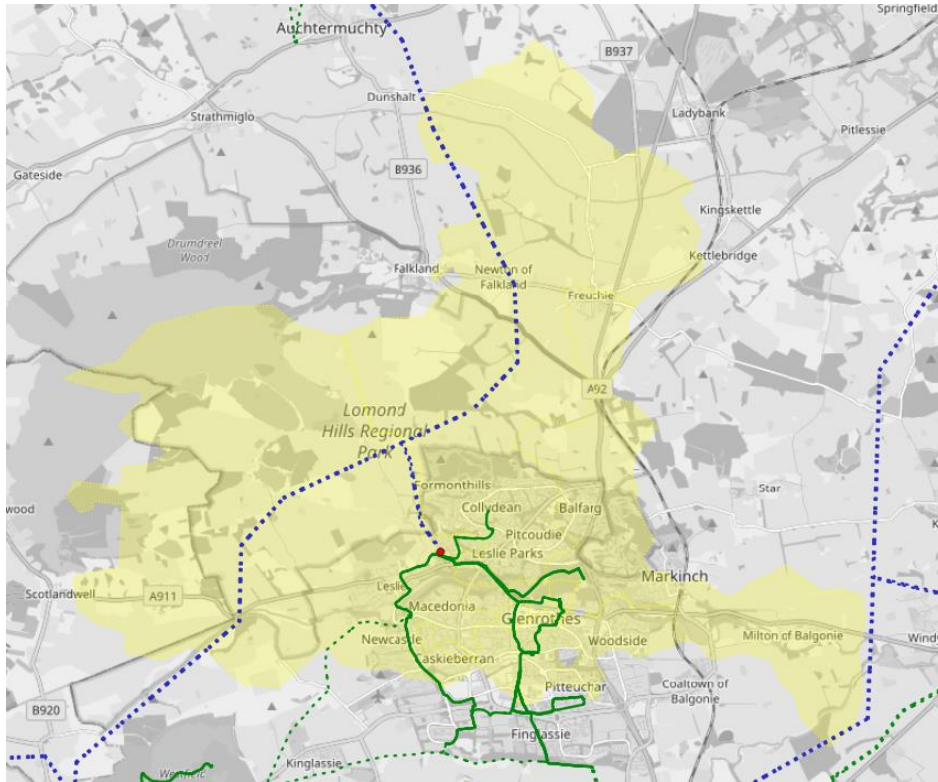 Springfield
Auchtermuchty
B937
Dunshalt
Ladybank
Strathmiglo
Pitlessie
B936
Gateside
Kingskettle
Drumdreel
Wood
Kettlebridge
Falkland
Newton of
Falkland
Freuchie
A92
Lomond
Hills Regional
Park
Formonthills
Star
wood
Collydean
Balfarg
K
Pitcoudie
Leslie Parks
Markinch
Scotlandwell
A911
Leslie
Macedonia
Glenrothes
Newcastle
Woodside
Milton of Balgonie
Windy
Caskieberran
Pitteuchar
Coaltown of
Balgonie
B920
Finglassie
Kinglassie
Westfield